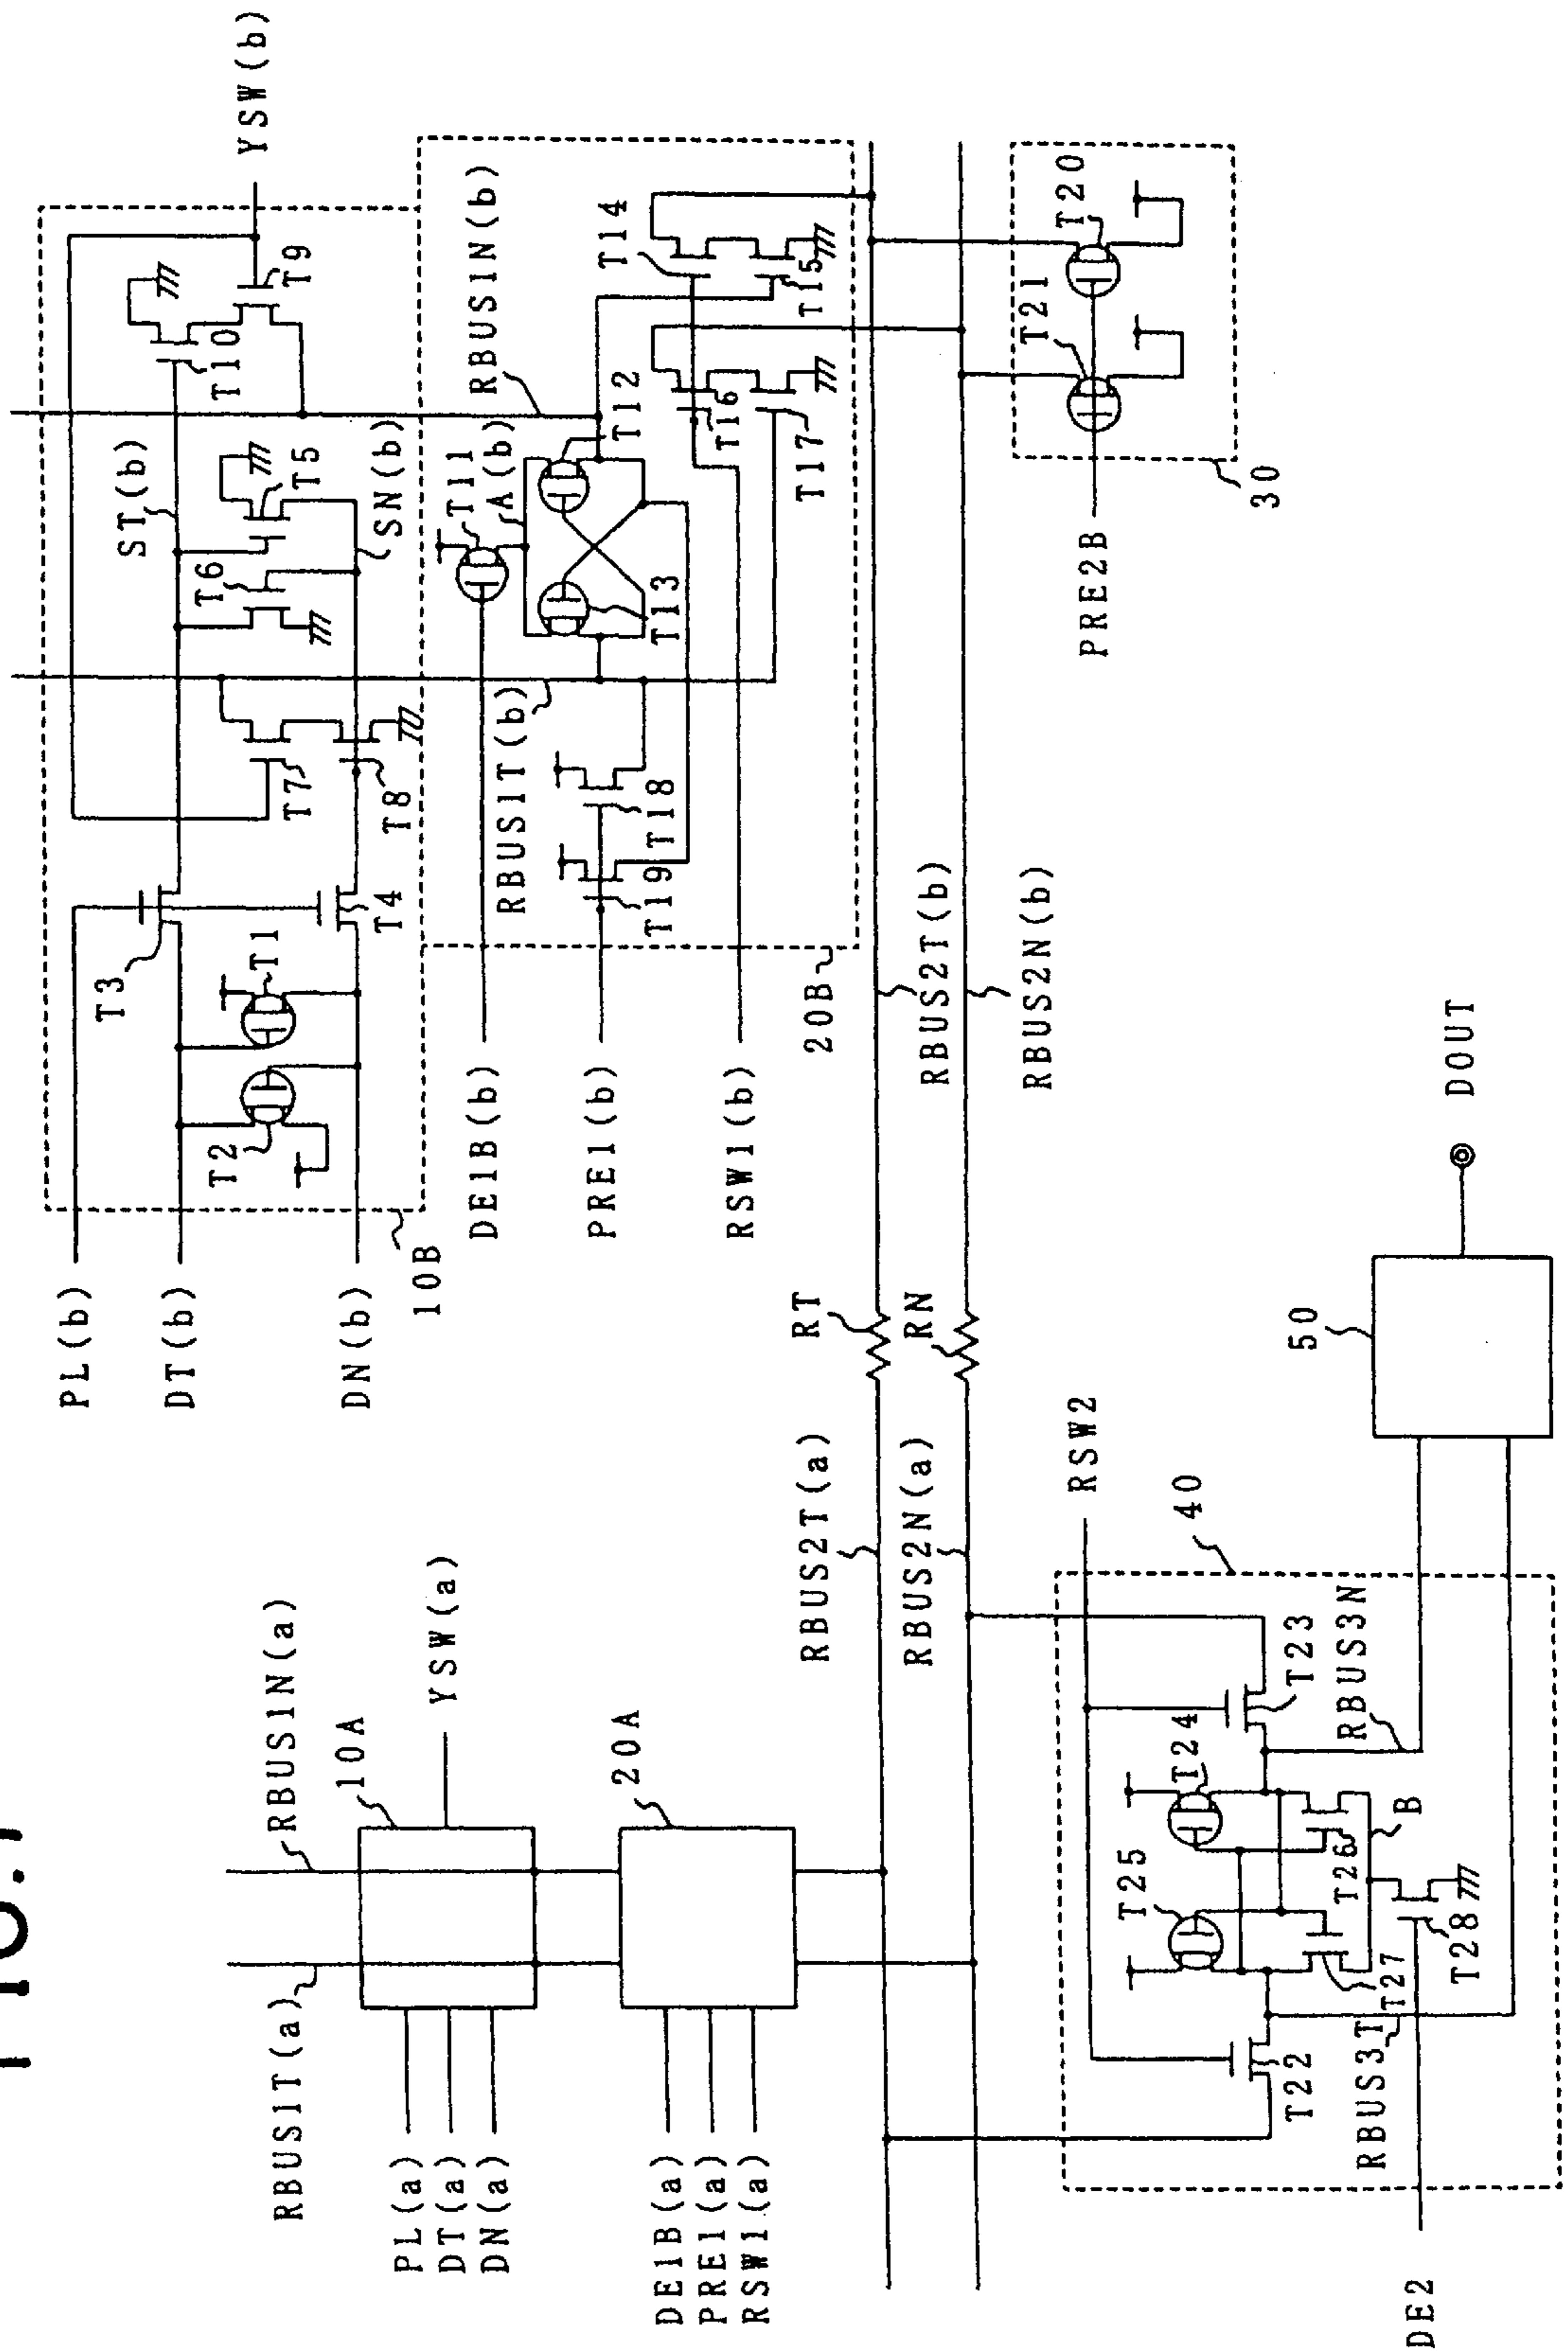 RBUS1T(a)
RBUS1N(a)
10A
YSW(a)
PL(a)
DT(a)
DN(a)
20A
DE1B(a)
PRE1(a)
RSW1(a)
PL(b)
DT(b)
DN(b)
10B
T3
T1
T2
T4
T7
T8
ST(b)
T6
T5
SN(b)
T10
T9
YSW(b)
DE1B(b)
PRE1(b)
RSW1(b)
20B
RBUS1T(b)
T11
A(b)
RBUS1N(b)
T12
T13
T18
T19
T14
T15
T16
T17
RBUS2T(a)
RBUS2N(a)
RT
RN
RBUS2T(b)
RBUS2N(b)
PRE2B
T21
T20
30
RSW2
40
T25
T24
T23
T22
T27
T26
T28
B
RBUS3T
RBUS3N
DE2
50
DOUT